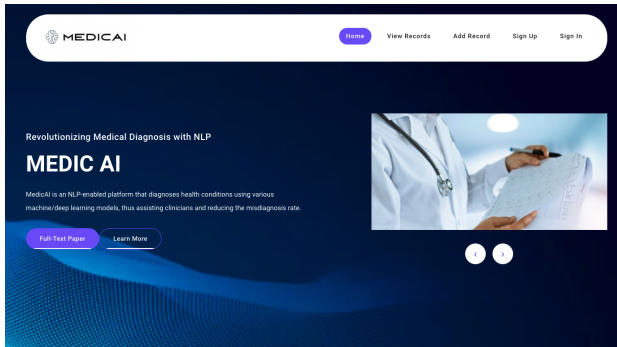 MEDICAI
Home
View Records
Add Record
Sign Up
Sign In
Revolutionizing Medical Diagnosis with NLP
MEDIC AI
MedicAI is an NLP-enabled platform that diagnoses health conditions using various
machine/deep learning models, thus assisting clinicians and reducing the misdiagnosis rate.
Full-Text Paper
Learn More